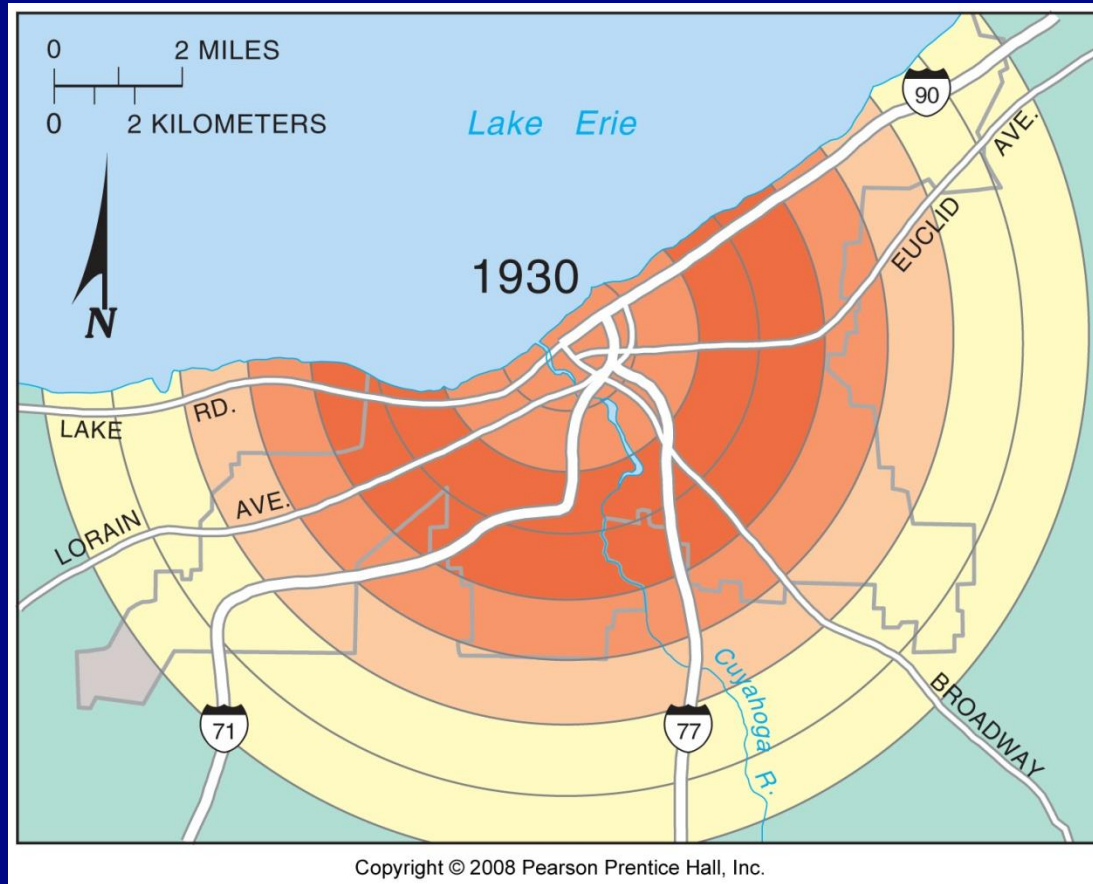 0 2 MILES
0 2 KILOMETERS
N
Lake Erie
1930
90
EUCLID AVE.
LAKE RD.
LORAIN AVE.
71
77
Cuyahoga R.
BROADWAY
Copyright © 2008 Pearson Prentice Hall, Inc.